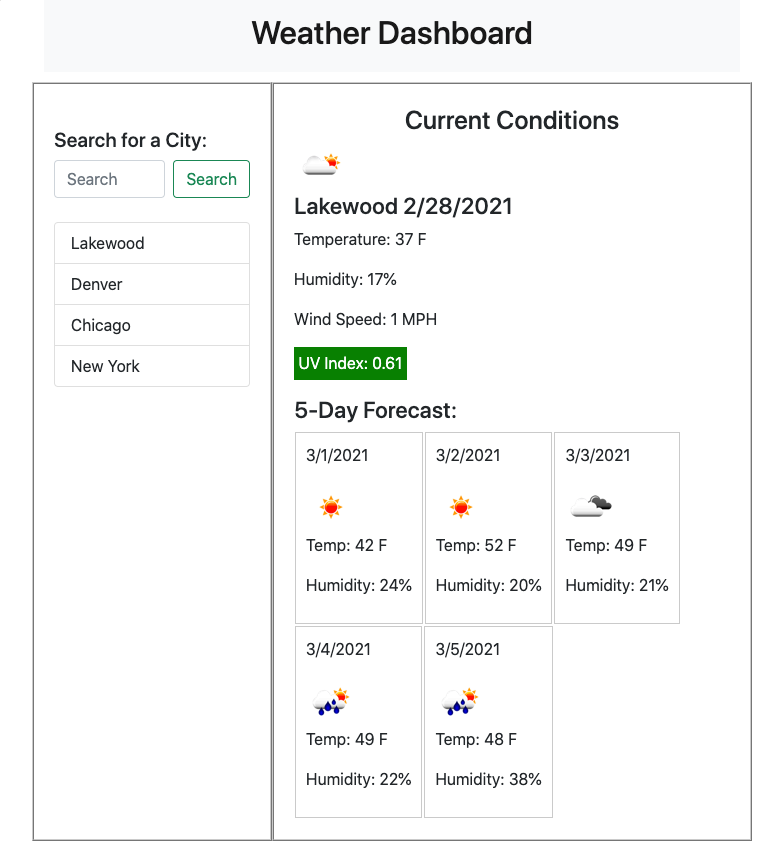 Weather Dashboard
Search for a City:
Search Search
Lakewood
Denver
Chicago
New York
Current Conditions
Lakewood 2/28/2021
Temperature: 37 F
Humidity: 17%
Wind Speed: 1 MPH
UV Index: 0.61
5-Day Forecast:
3/1/2021
Temp: 42 F
Humidity: 24%
3/2/2021
Temp: 52 F
Humidity: 20%
3/3/2021
Temp: 49 F
Humidity: 21%
3/4/2021
Temp: 49 F
Humidity: 22%
3/5/2021
Temp: 48 F
Humidity: 38%